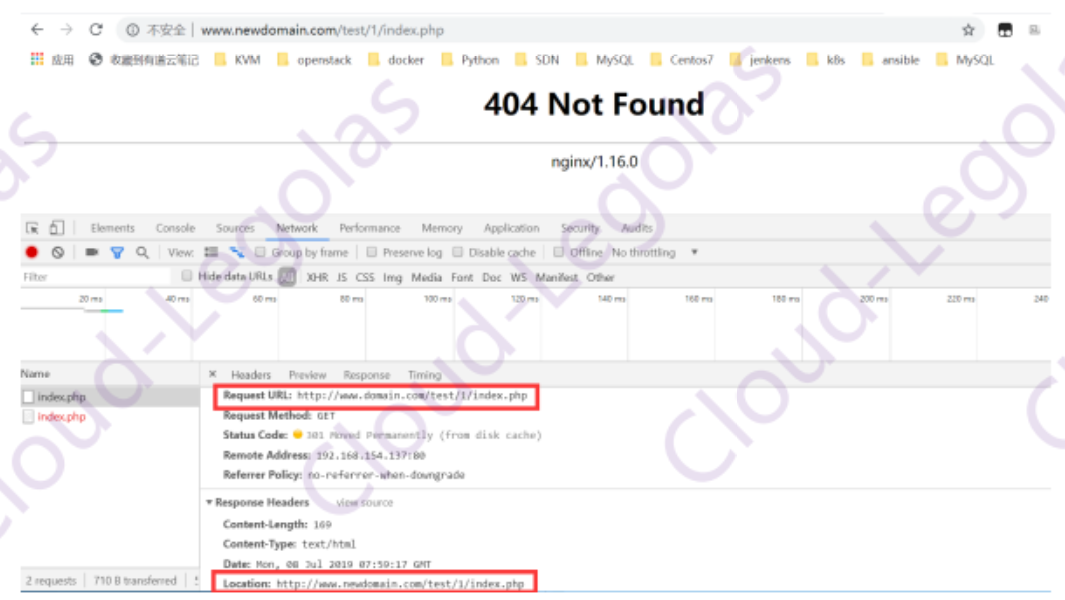 不安全 | www.newdomain.com/test/1/index.php
应用 收藏到有道云笔记 KVM openstack docker Python SDN MySQL Centos7 jenkens k8s ansible MySQL
404 Not Found
nginx/1.16.0
Elements Console Sources Network Performance Memory Application Security Audits
View: Group by frame Preserve log Disable cache Offline No throttling
Filter Hide data URLs All XHR JS CSS Img Media Font Doc WS Manifest Other
20 ms 40 ms 60 ms 80 ms 100 ms 120 ms 140 ms 160 ms 180 ms 200 ms 220 ms 240
Name
× Headers Preview Response Timing
index.php
index.php
Request URL: http://www.domain.com/test/1/index.php
Request Method: GET
Status Code: 301 Moved Permanently (from disk cache)
Remote Address: 192.168.154.137:80
Referrer Policy: no-referrer-when-downgrade
Response Headers view source
Content-Length: 169
Content-Type: text/html
Date: Mon, 08 Jul 2019 07:59:17 GMT
Location: http://www.newdomain.com/test/1/index.php
2 requests | 710 B transferred |
Cloud-Legolas
Cloud-Legolas